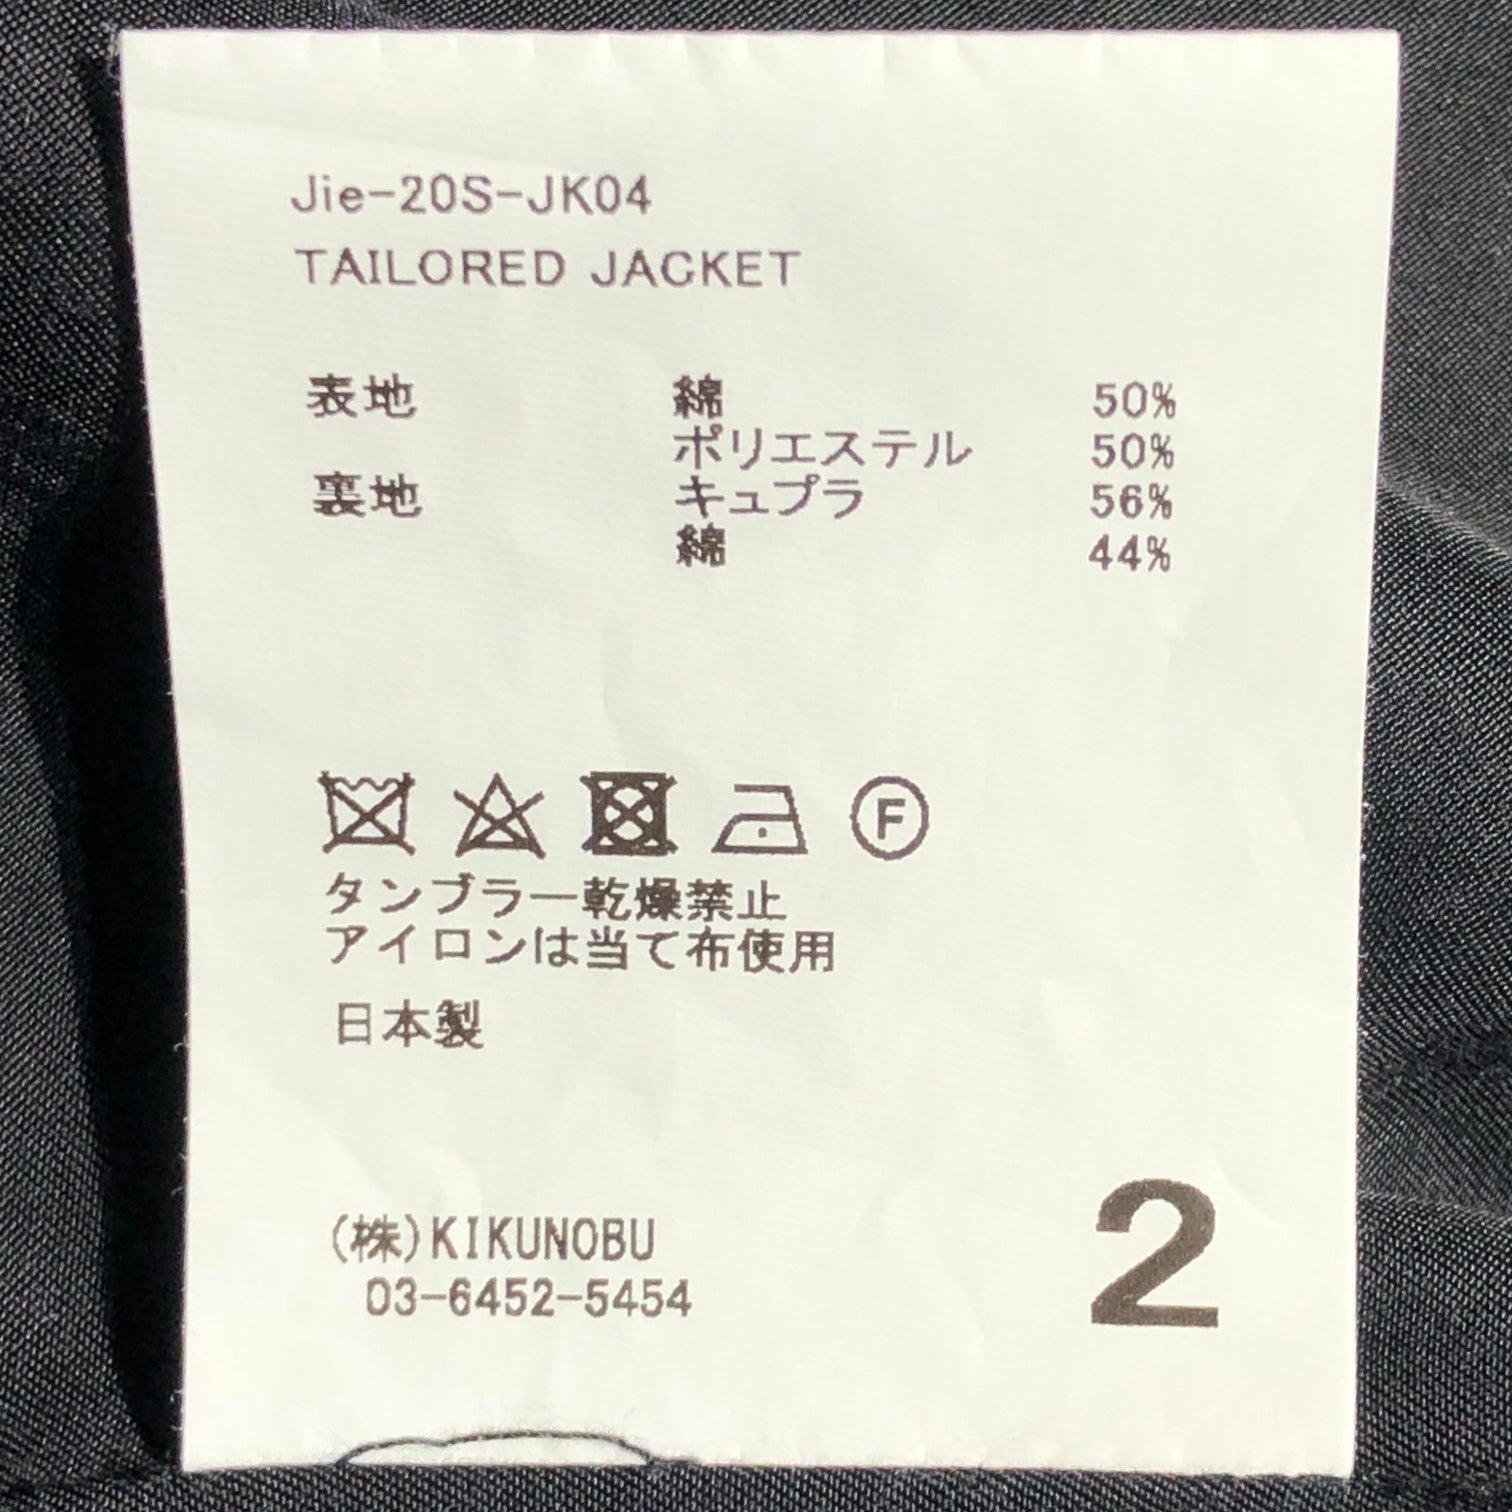 Jie-20S-JK04
TAILORED JACKET
表地 綿 50%
ポリエステル 50%
裏地 キュプラ 56%
綿 44%
F
タンブラー乾燥禁止
アイロンは当て布使用
日本製
(株)KIKUNOBU
03-6452-5454
2